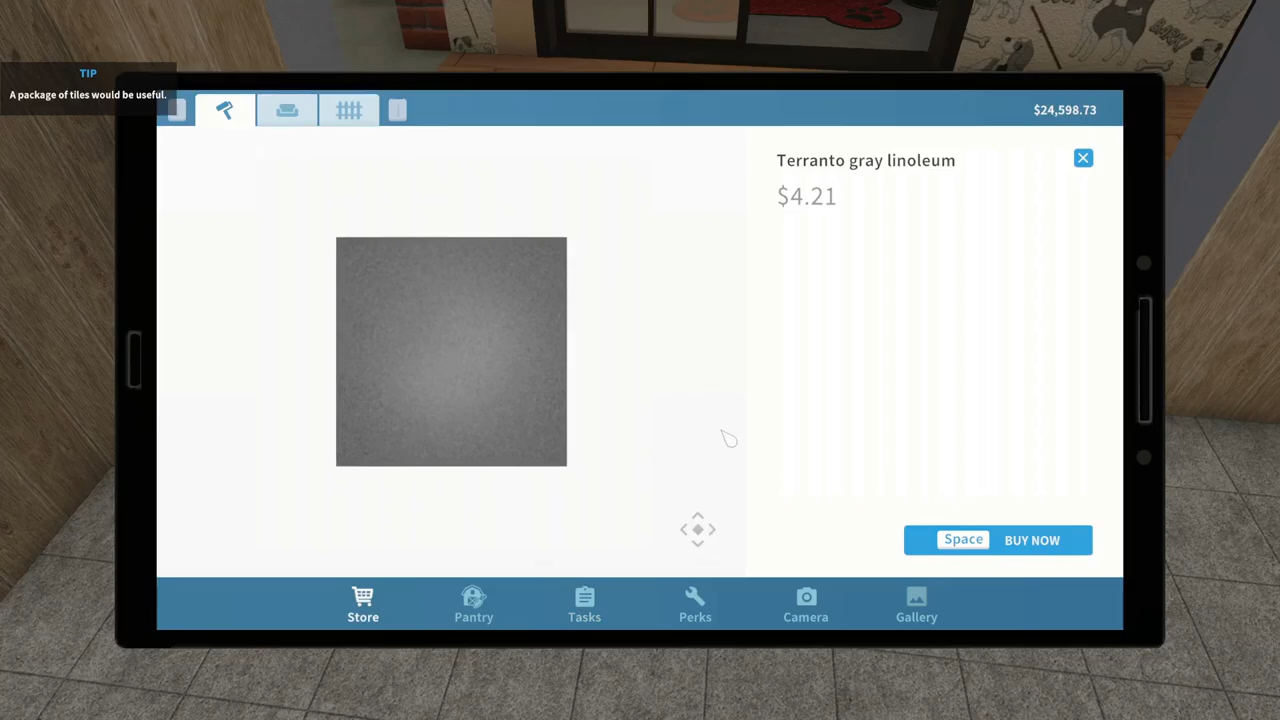 TIP
A package of tiles would be useful.
$24,598.73
Terranto gray linoleum
$4.21
Space BUY NOW
Store
Pantry
Tasks
Perks
Camera
Gallery